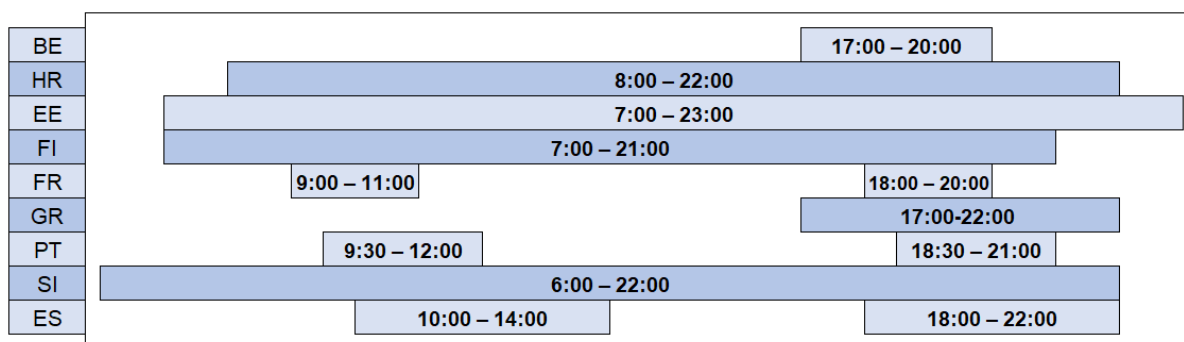 BE 17:00 – 20:00
HR 8:00 – 22:00
EE 7:00 – 23:00
FI 7:00 – 21:00
FR 9:00 – 11:00 18:00 – 20:00
GR 17:00-22:00
PT 9:30 – 12:00 18:30 – 21:00
SI 6:00 – 22:00
ES 10:00 – 14:00 18:00 – 22:00